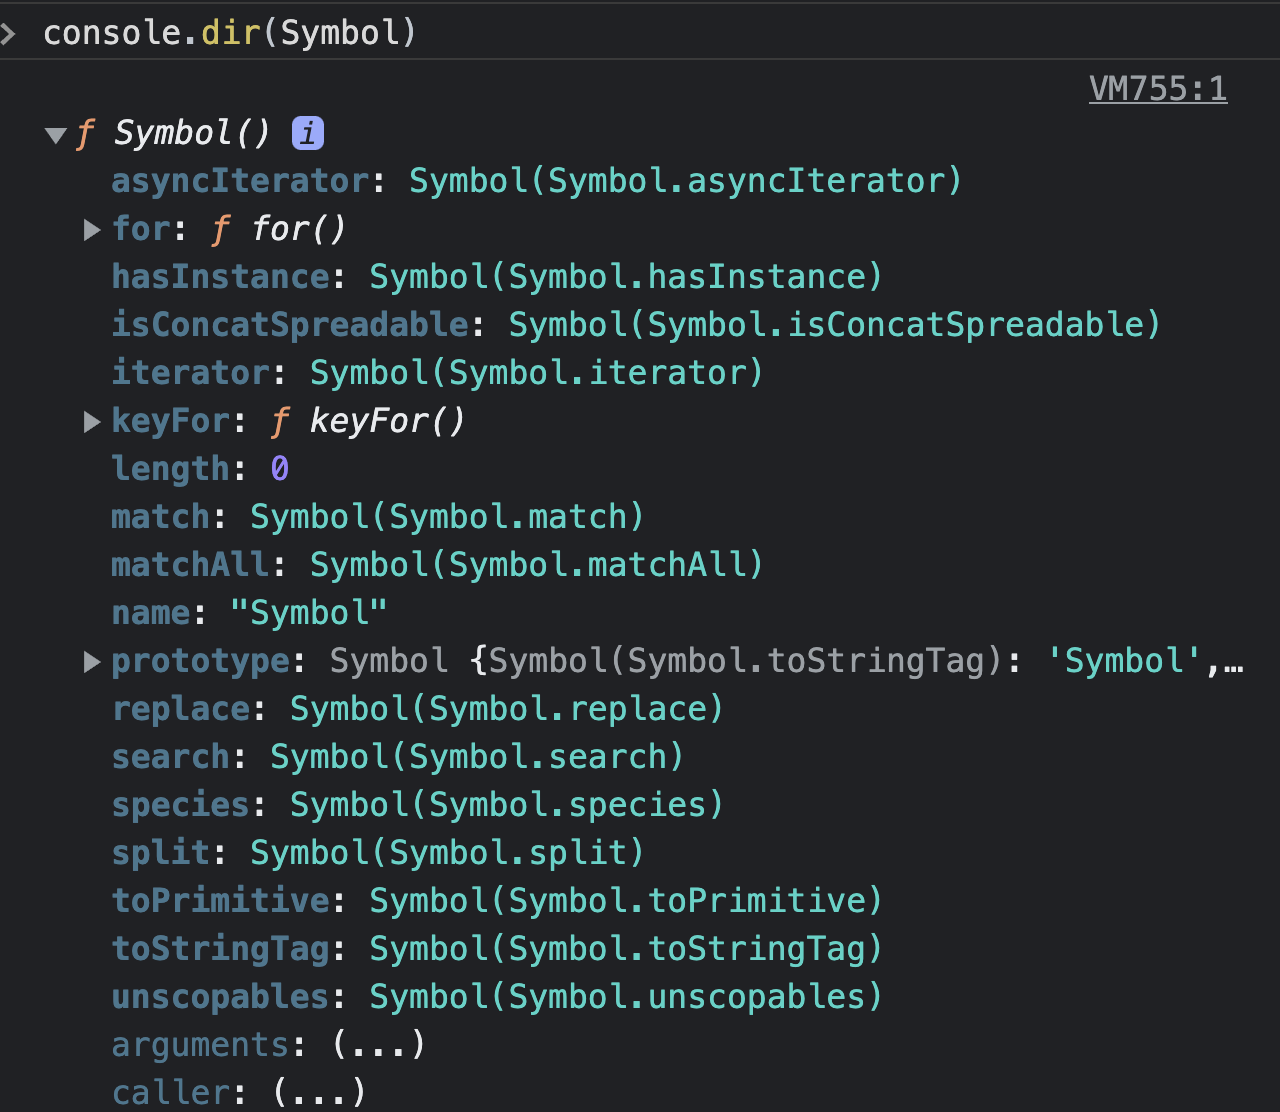 > console.dir(Symbol)
VM755:1
▼ ƒ Symbol() i
asyncIterator: Symbol(Symbol.asyncIterator)
▶ for: ƒ for()
hasInstance: Symbol(Symbol.hasInstance)
isConcatSpreadable: Symbol(Symbol.isConcatSpreadable)
iterator: Symbol(Symbol.iterator)
▶ keyFor: ƒ keyFor()
length: 0
match: Symbol(Symbol.match)
matchAll: Symbol(Symbol.matchAll)
name: "Symbol"
▶ prototype: Symbol {Symbol(Symbol.toStringTag): 'Symbol',…
replace: Symbol(Symbol.replace)
search: Symbol(Symbol.search)
species: Symbol(Symbol.species)
split: Symbol(Symbol.split)
toPrimitive: Symbol(Symbol.toPrimitive)
toStringTag: Symbol(Symbol.toStringTag)
unscopables: Symbol(Symbol.unscopables)
arguments: (...)
caller: (...)